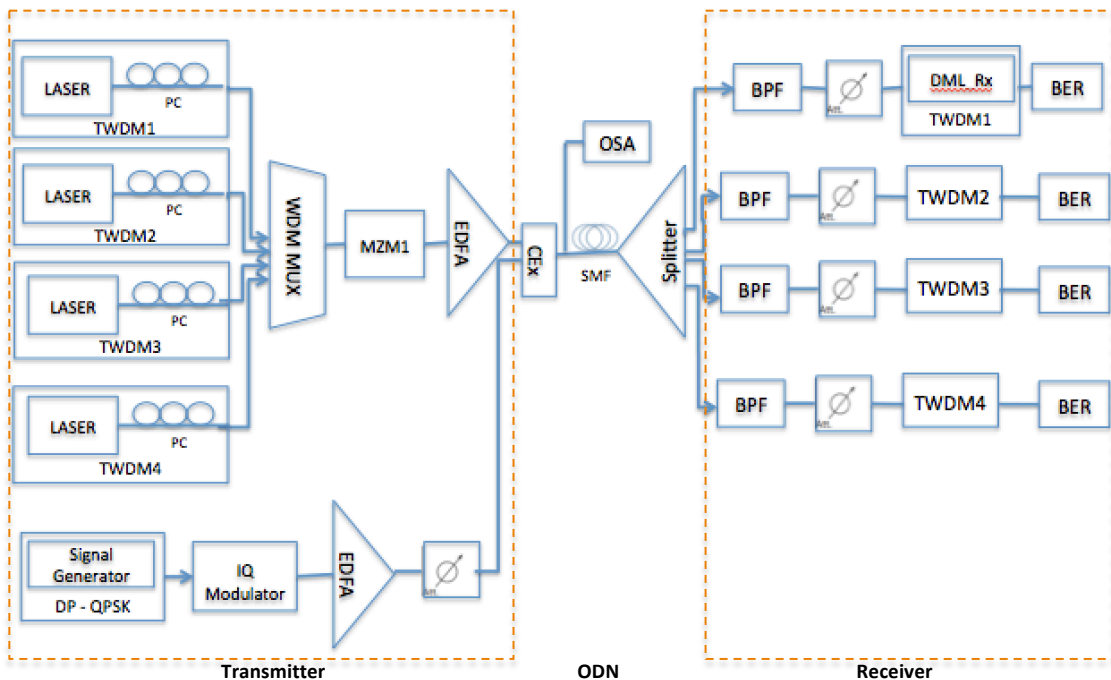 LASER
PC
TWDM1
LASER
PC
TWDM2
LASER
PC
TWDM3
LASER
PC
TWDM4
Signal
Generator
DP - QPSK
IQ
Modulator
EDFA
Att.
WDM MUX
MZM1
EDFA
CEx
OSA
SMF
Splitter
BPF
Att.
DML_Rx
TWDM1
BER
BPF
Att.
TWDM2
BER
BPF
Att.
TWDM3
BER
BPF
Att.
TWDM4
BER
Transmitter
ODN
Receiver